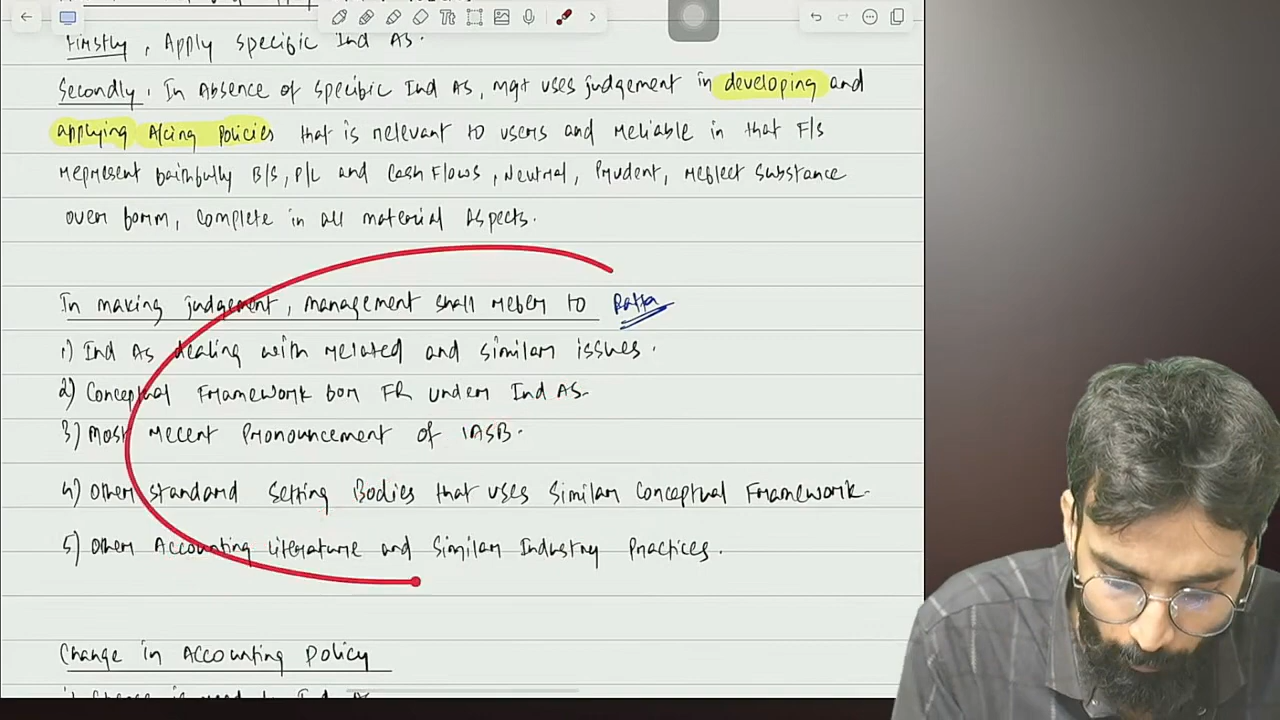 Firstly, Apply specific Ind AS.
Secondly. In Absence of specific Ind AS, mgt uses judgement in developing and
applying A/cing Policies that is relevant to users and reliable in that F/s
represent faithfully B/S, P/L and Cash Flows, Neutral, Prudent, reflect substance
over form, complete in all material Aspects.
In making judgement, management shall refer to Ratta
1) Ind AS dealing with related and similar issues.
2) Conceptual Framework for FR under Ind AS.
3) Most recent Pronouncement of IASB.
4) Other Standard Setting Bodies that uses Similar Conceptual Framework.
5) Other Accounting Literature and Similar Industry Practices.
Change in Accounting Policy